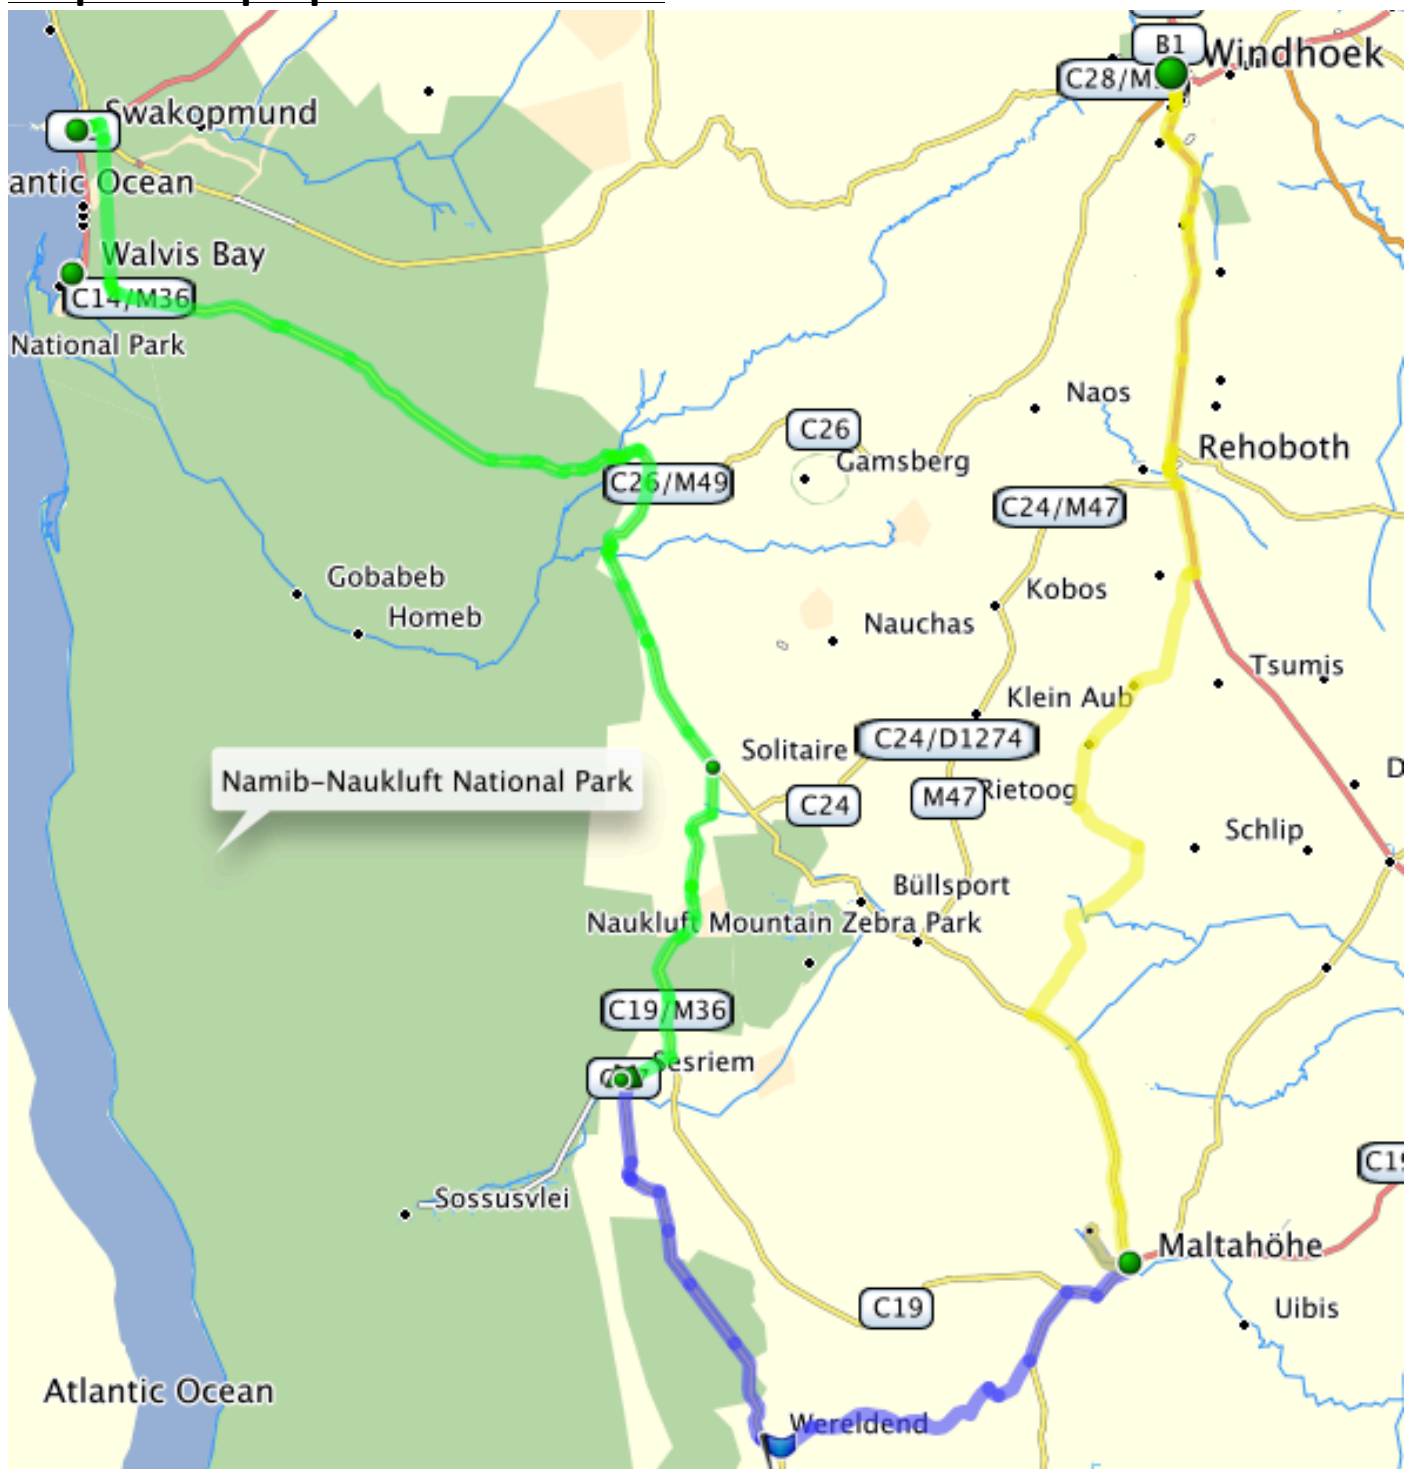 B1
Windhoek
C28/M
Swakopmund
antic Ocean
Walvis Bay
C14/M36
National Park
Naos
C26
Gamsberg
Rehoboth
C26/M49
C24/M47
Gobabeb
Homeb
Kobos
Nauchas
Tsumis
Klein Aub
Solitaire
C24/D1274
Namib-Naukluft National Park
C24
M47
Rietoog
D
Schlip
Büllsport
Naukluft Mountain Zebra Park
C19/M36
Sesriem
C19
Sossusvlei
Maltahöhe
C19
Uibis
Atlantic Ocean
Wereldend